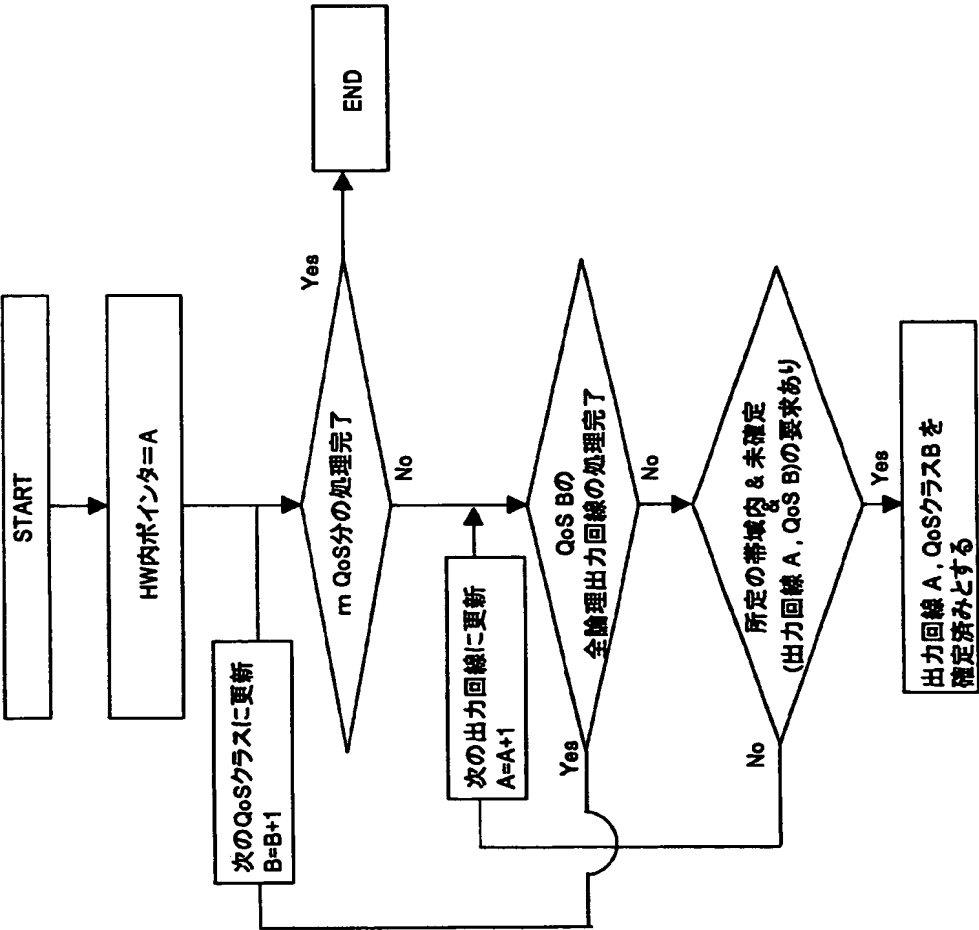 START
HW内ポインタ=A
次のQoSクラスに更新
B=B+1
m QoS分の処理完了
Yes
END
No
次の出力回線に更新
A=A+1
QoS Bの
全論理出力回線の処理完了
Yes
No
所定の帯域内 & 未確定
&
(出力回線 A , QoS B)の要求あり
No
Yes
出力回線 A , QoSクラスB を
確定済みとする